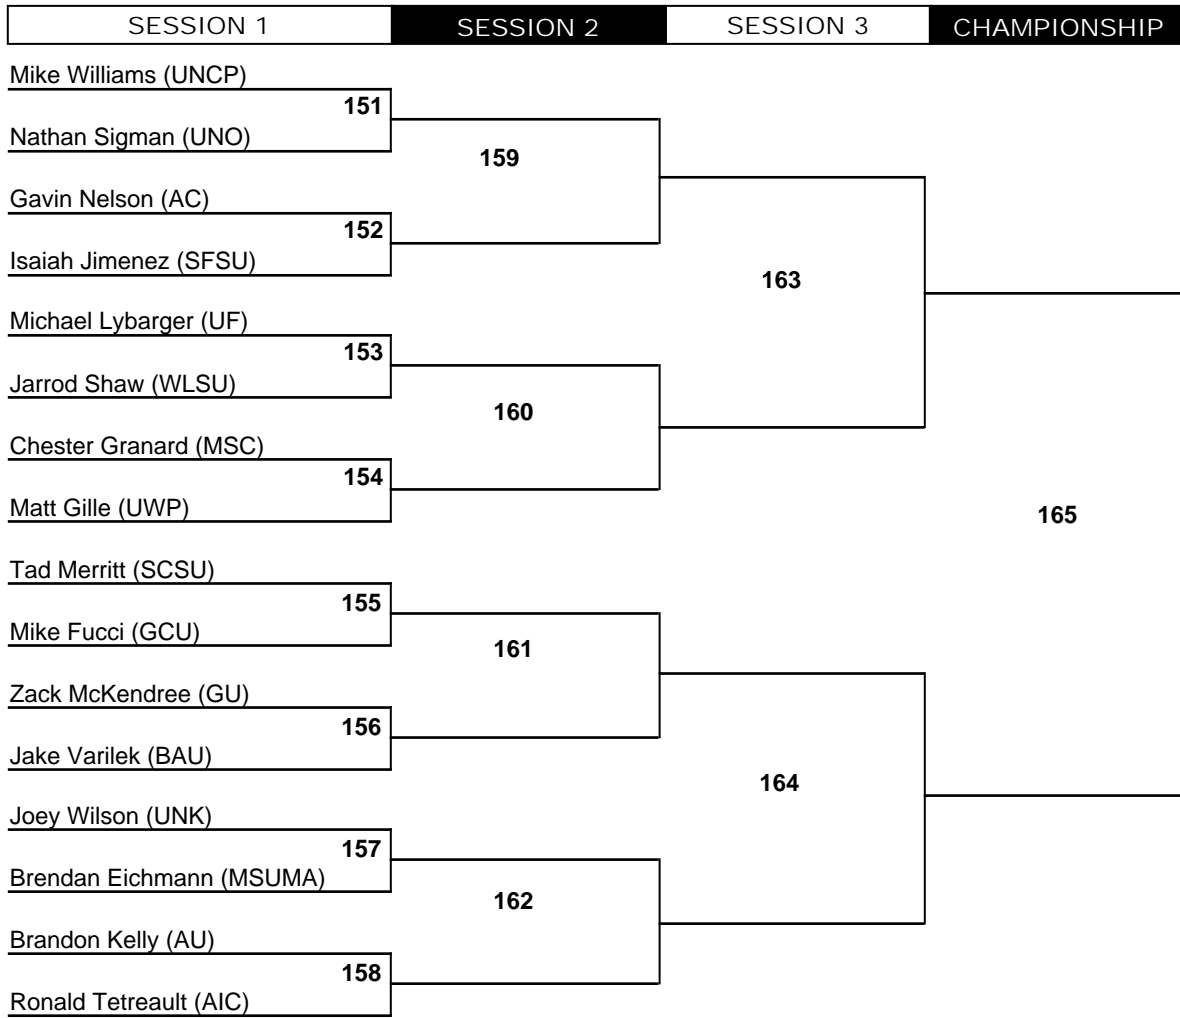 SESSION 1 SESSION 2 SESSION 3 CHAMPIONSHIP
Mike Williams (UNCP)
151
Nathan Sigman (UNO)
159
Gavin Nelson (AC)
152
Isaiah Jimenez (SFSU)
163
Michael Lybarger (UF)
153
Jarrod Shaw (WLSU)
160
Chester Granard (MSC)
154
Matt Gille (UWP)
165
Tad Merritt (SCSU)
155
Mike Fucci (GCU)
161
Zack McKendree (GU)
156
Jake Varilek (BAU)
164
Joey Wilson (UNK)
157
Brendan Eichmann (MSUMA)
162
Brandon Kelly (AU)
158
Ronald Tetreault (AIC)